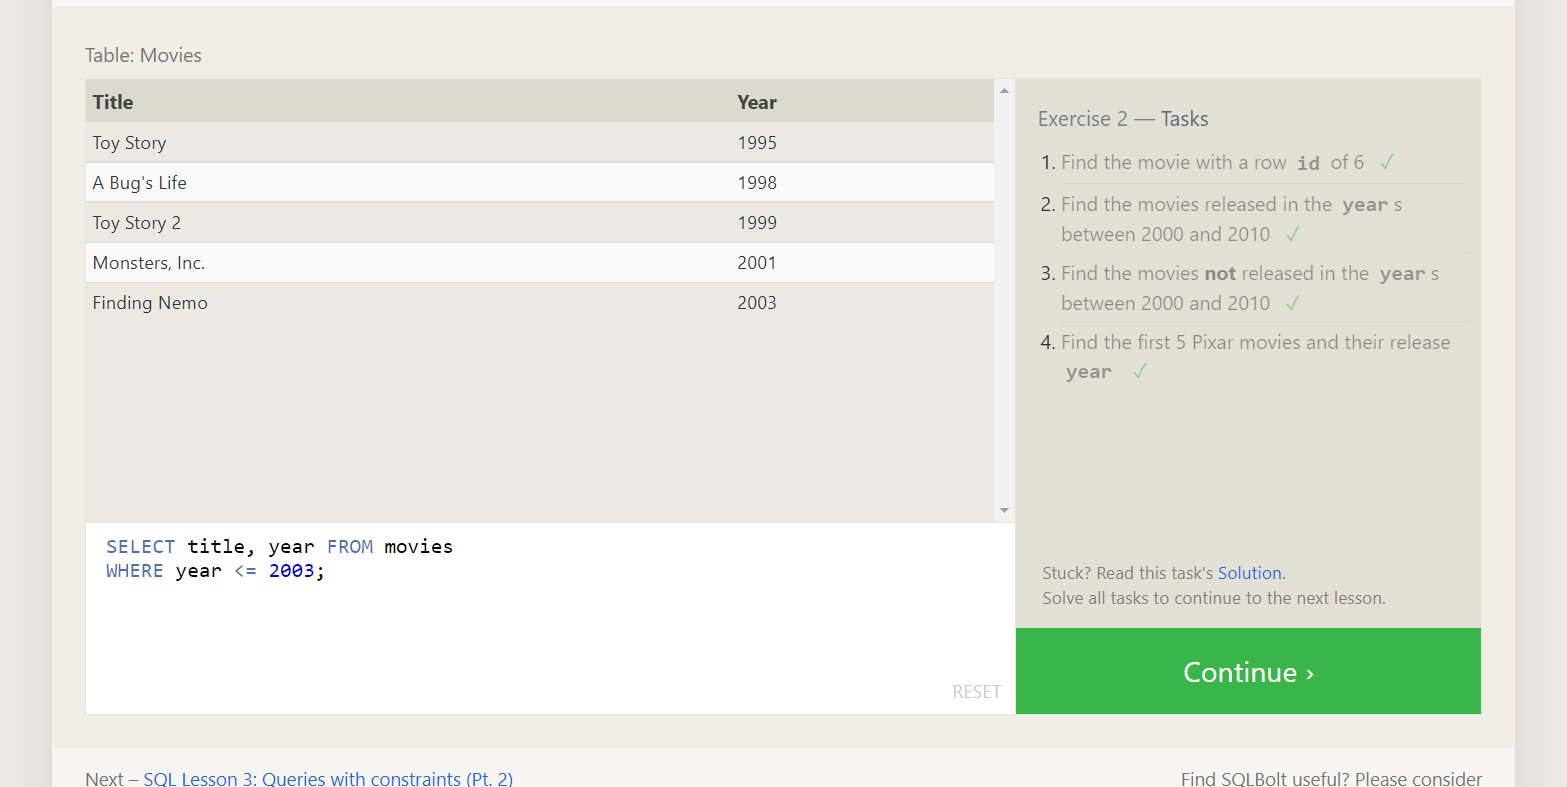 Table: Movies
Title Year
Toy Story 1995
A Bug's Life 1998
Toy Story 2 1999
Monsters, Inc. 2001
Finding Nemo 2003
SELECT title, year FROM movies
WHERE year <= 2003;
RESET
Exercise 2 — Tasks
1. Find the movie with a row id of 6 ✓
2. Find the movies released in the year s
between 2000 and 2010 ✓
3. Find the movies not released in the year s
between 2000 and 2010 ✓
4. Find the first 5 Pixar movies and their release
year ✓
Stuck? Read this task's Solution.
Solve all tasks to continue to the next lesson.
Continue ›
Next – SQL Lesson 3: Queries with constraints (Pt. 2)
Find SQLBolt useful? Please consider